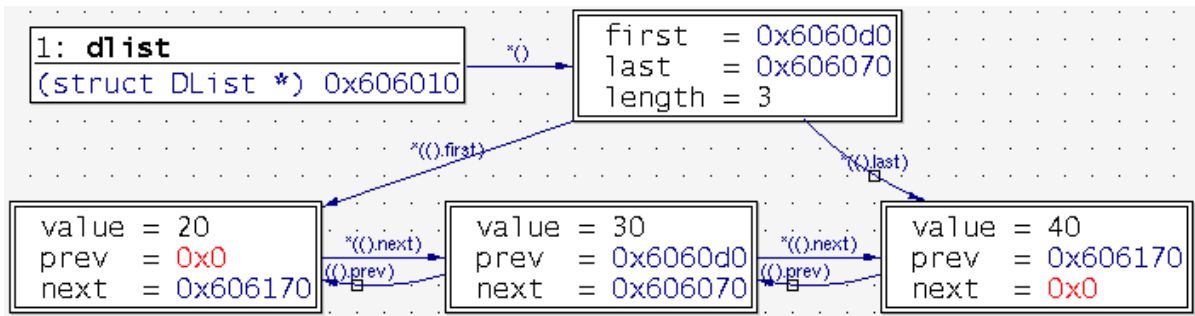 1: dlist
(struct DList *) 0x606010
*()
first = 0x6060d0
last = 0x606070
length = 3
*(().first)
*(().last)
value = 20
prev = 0x0
next = 0x606170
*(().next)
(().prev)
value = 30
prev = 0x6060d0
next = 0x606070
*(().next)
(().prev)
value = 40
prev = 0x606170
next = 0x0